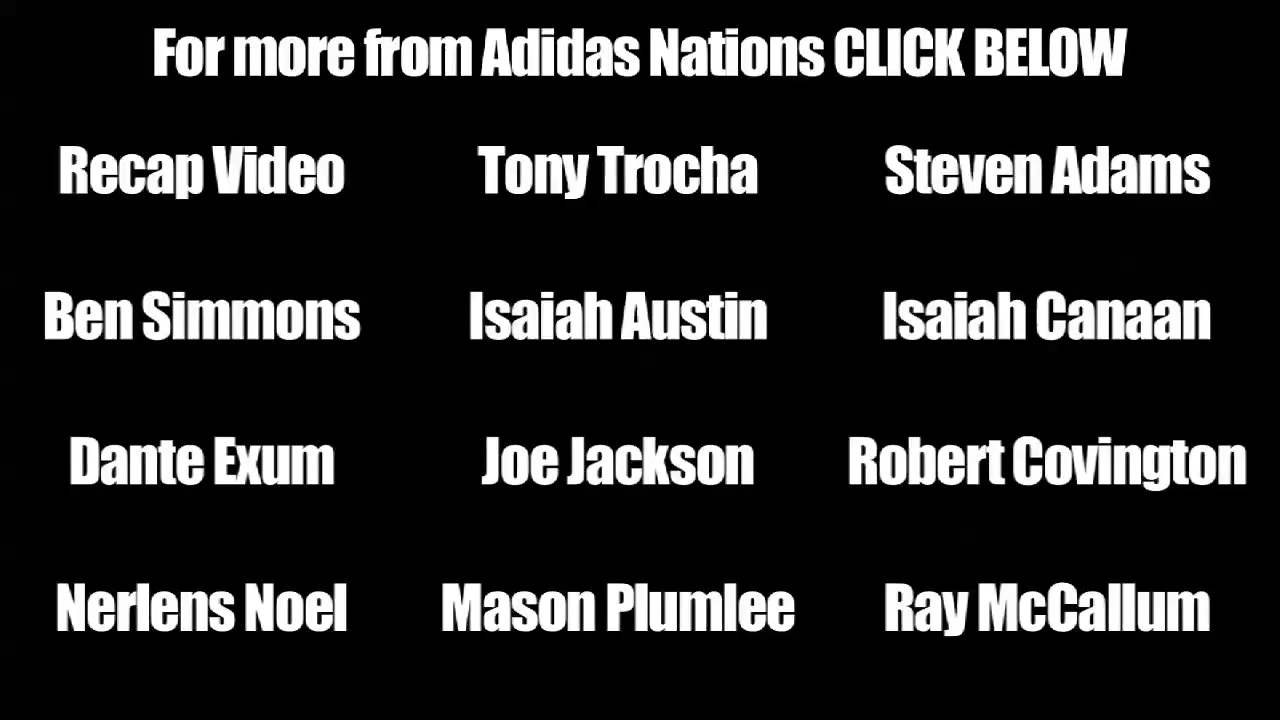 For more from Adidas Nations CLICK BELOW
Recap Video Tony Trocha Steven Adams
Ben Simmons Isaiah Austin Isaiah Canaan
Dante Exum Joe Jackson Robert Covington
Nerlens Noel Mason Plumlee Ray McCallum